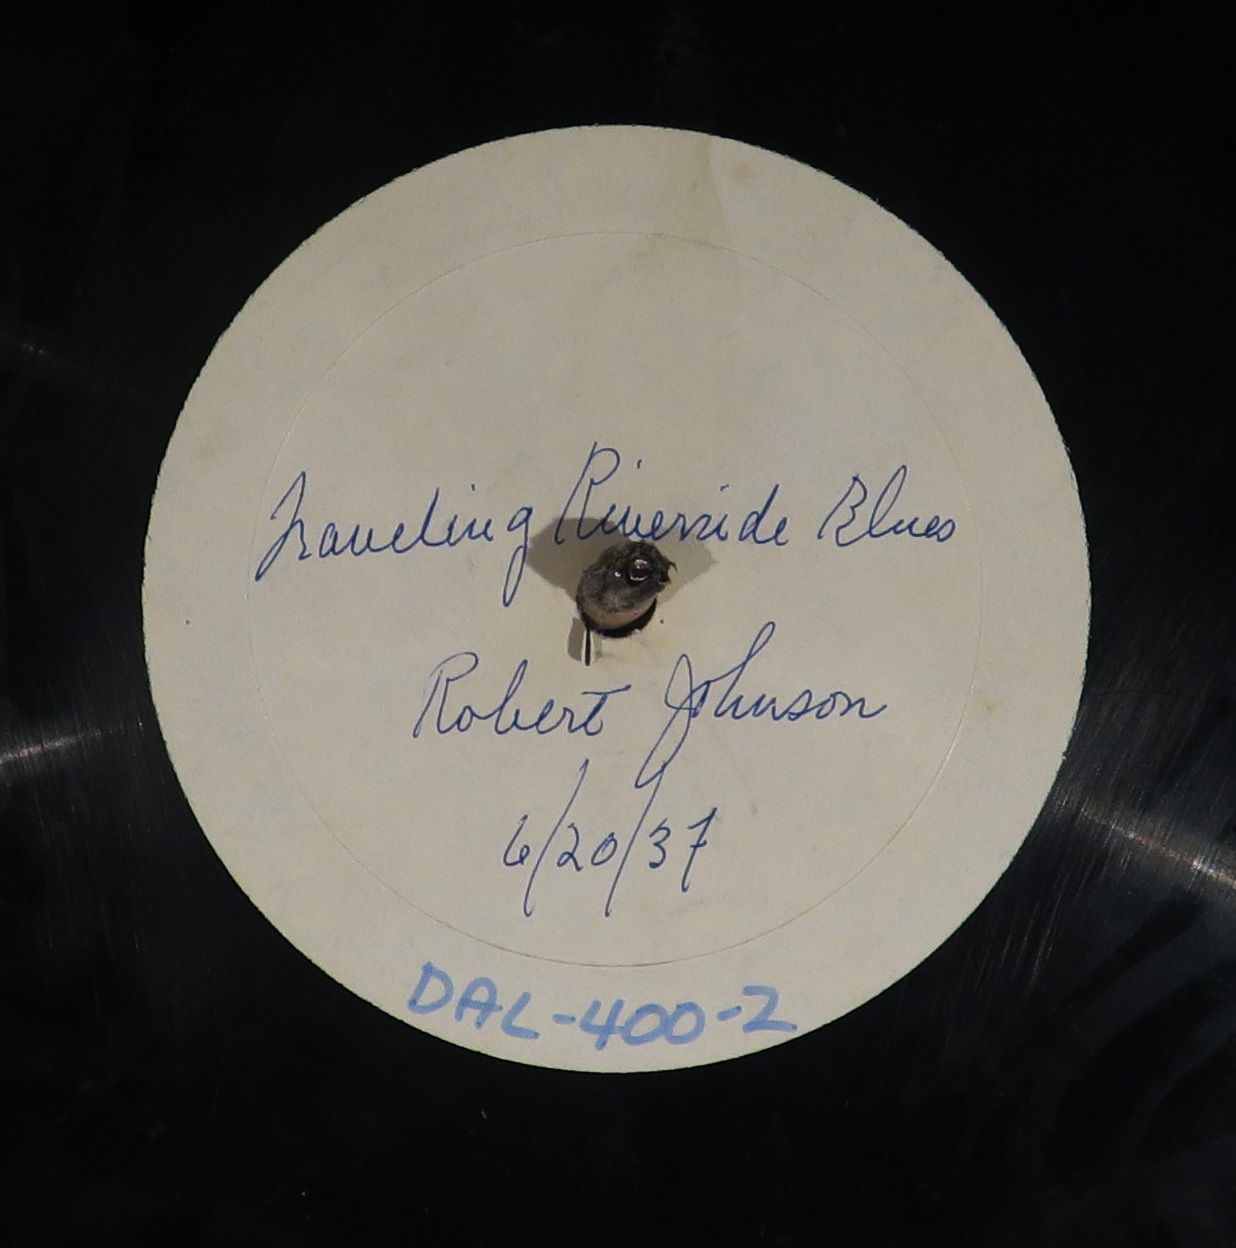 Traveling Riverside Blues
Robert Johnson
6/20/37
DAL-400-2